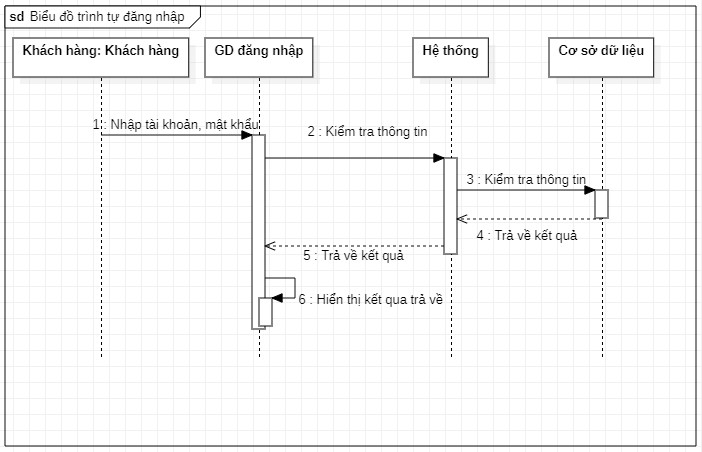 sd Biểu đồ trình tự đăng nhập
Khách hàng: Khách hàng
GD đăng nhập
Hệ thống
Cơ sở dữ liệu
1 : Nhập tài khoản, mật khẩu
2 : Kiểm tra thông tin
3 : Kiểm tra thông tin
4 : Trả về kết quả
5 : Trả về kết quả
6 : Hiển thị kết qua trả về